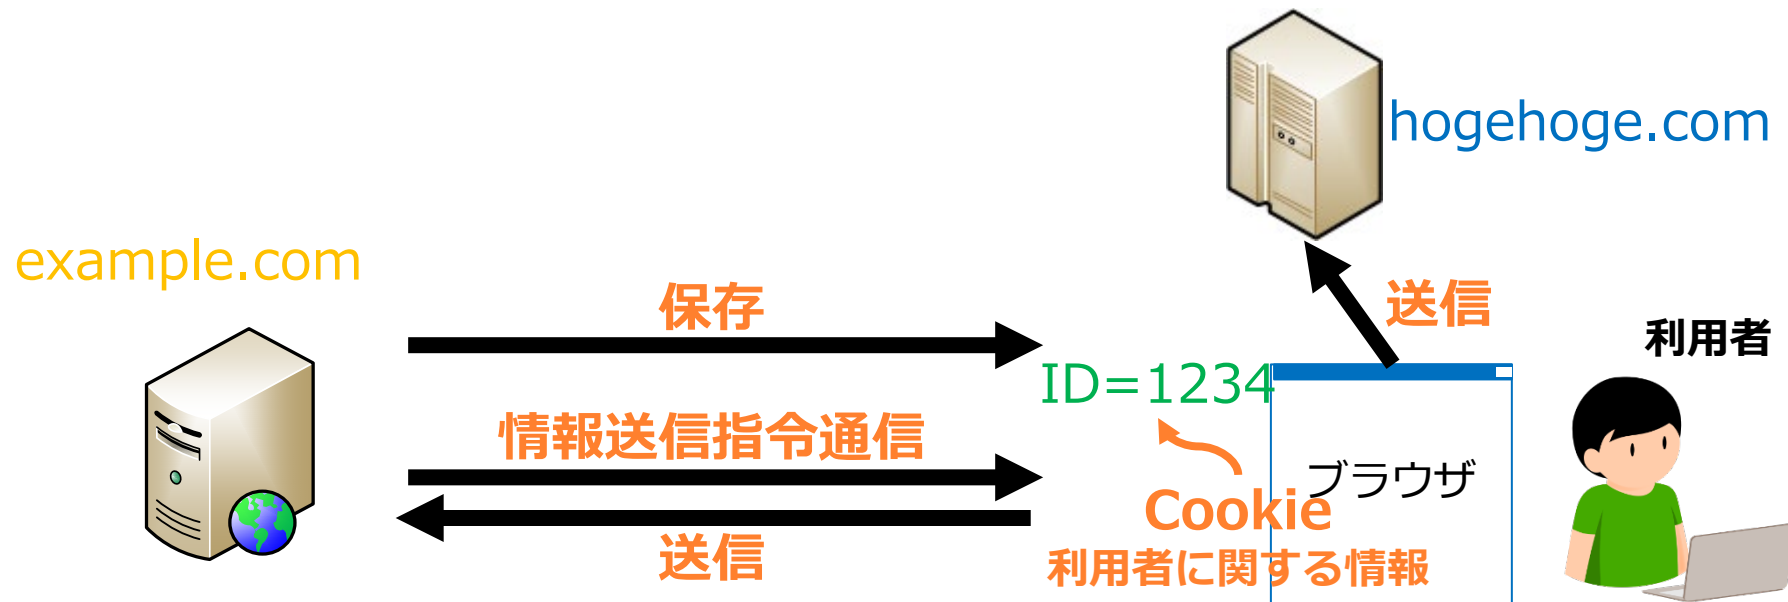 hogehoge.com
example.com
保存
送信
利用者
ID=1234
情報送信指令通信
ブラウザ
Cookie
送信
利用者に関する情報